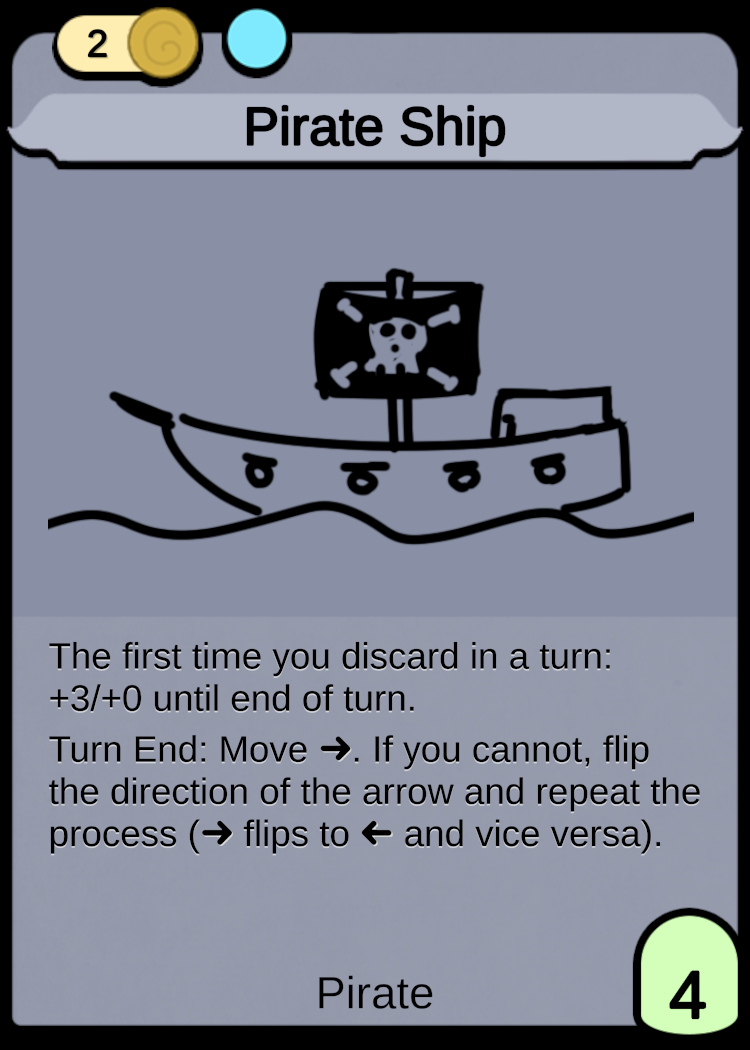 2
Pirate Ship
The first time you discard in a turn:
+3/+0 until end of turn.
Turn End: Move ➜. If you cannot, flip
the direction of the arrow and repeat the
process (➜ flips to 🡸 and vice versa).
Pirate
4